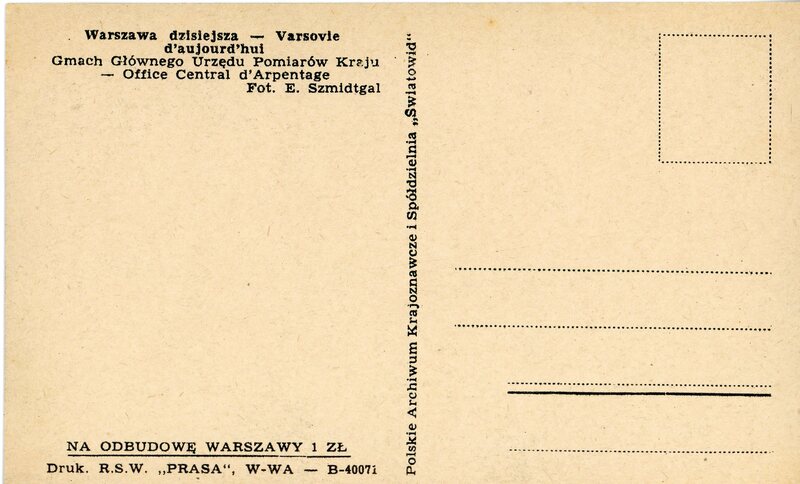 Warszawa dzisiejsza — Varsovie
d'aujourd'hui
Gmach Głównego Urzędu Pomiarów Kraju
— Office Central d'Arpentage
Fot. E. Szmidtgal
Polskie Archiwum Krajoznawcze i Spółdzielnia „Światowid"
NA ODBUDOWĘ WARSZAWY 1 ZŁ
Druk. R.S.W. „PRASA", W-WA — B-40071